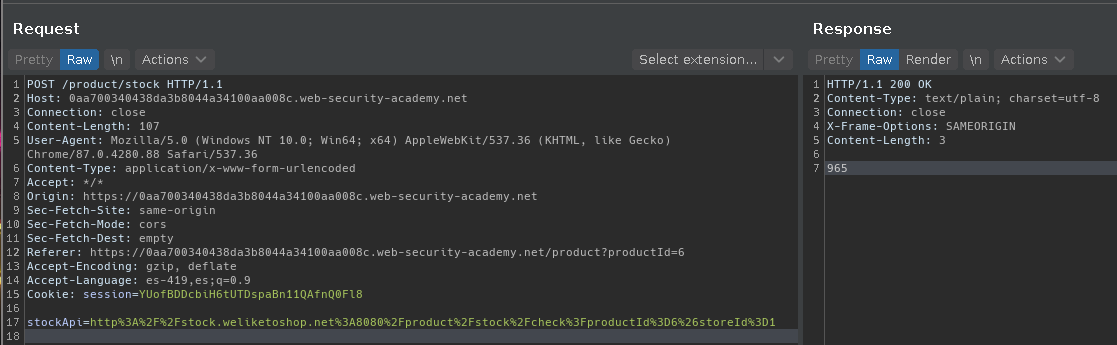 Request
Pretty Raw \n Actions Select extension...
1 POST /product/stock HTTP/1.1
2 Host: 0aa700340438da3b8044a34100aa008c.web-security-academy.net
3 Connection: close
4 Content-Length: 107
5 User-Agent: Mozilla/5.0 (Windows NT 10.0; Win64; x64) AppleWebKit/537.36 (KHTML, like Gecko)
Chrome/87.0.4280.88 Safari/537.36
6 Content-Type: application/x-www-form-urlencoded
7 Accept: */*
8 Origin: https://0aa700340438da3b8044a34100aa008c.web-security-academy.net
9 Sec-Fetch-Site: same-origin
10 Sec-Fetch-Mode: cors
11 Sec-Fetch-Dest: empty
12 Referer: https://0aa700340438da3b8044a34100aa008c.web-security-academy.net/product?productId=6
13 Accept-Encoding: gzip, deflate
14 Accept-Language: es-419,es;q=0.9
15 Cookie: session=YUofBDDcbiH6tUTDspaBn11QAfnQ0Fl8
16
17 stockApi=http%3A%2F%2Fstock.weliketoshop.net%3A8080%2Fproduct%2Fstock%2Fcheck%3FproductId%3D6%26storeId%3D1
18
Response
Pretty Raw Render \n Actions
1 HTTP/1.1 200 OK
2 Content-Type: text/plain; charset=utf-8
3 Connection: close
4 X-Frame-Options: SAMEORIGIN
5 Content-Length: 3
6
7 965